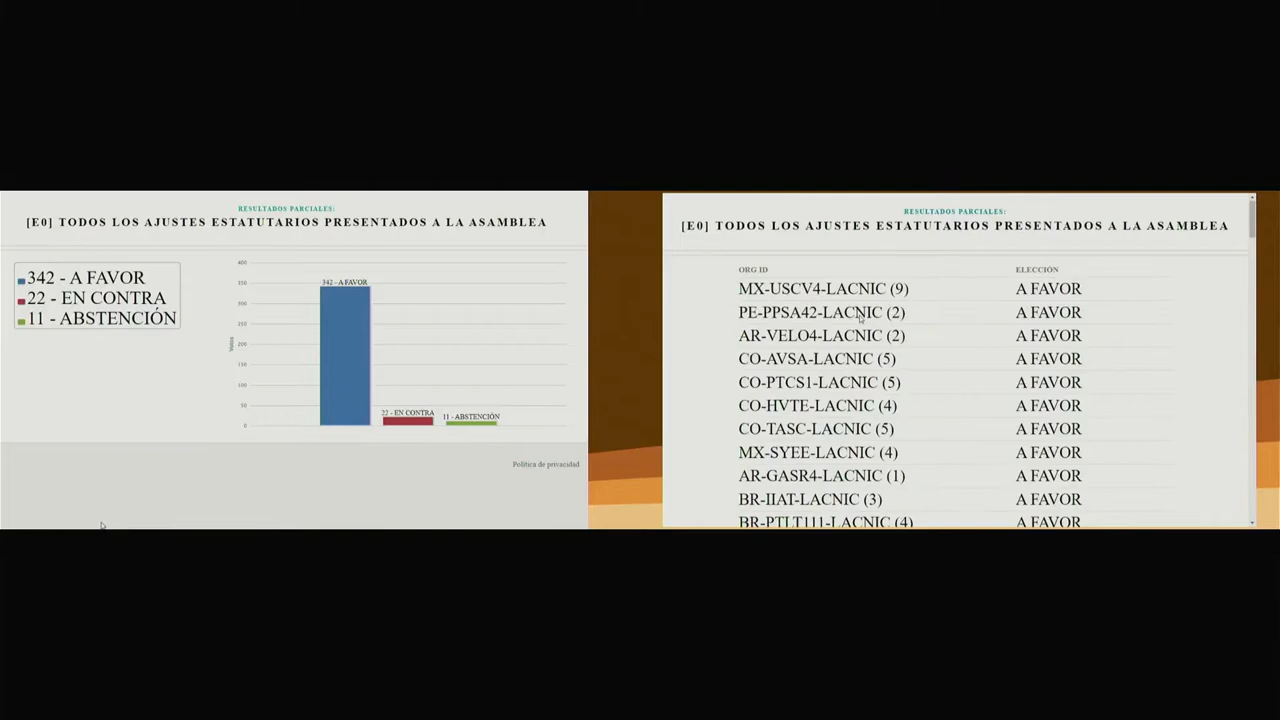 RESULTADOS PARCIALES:
[E0] TODOS LOS AJUSTES ESTATUTARIOS PRESENTADOS A LA ASAMBLEA
342 - A FAVOR
22 - EN CONTRA
11 - ABSTENCIÓN
400
350
300
250
200
150
100
50
0
Votos
342 - A FAVOR
22 - EN CONTRA
11 - ABSTENCIÓN
Política de privacidad
RESULTADOS PARCIALES:
[E0] TODOS LOS AJUSTES ESTATUTARIOS PRESENTADOS A LA ASAMBLEA
ORG ID ELECCIÓN
MX-USCV4-LACNIC (9) A FAVOR
PE-PPSA42-LACNIC (2) A FAVOR
AR-VELO4-LACNIC (2) A FAVOR
CO-AVSA-LACNIC (5) A FAVOR
CO-PTCS1-LACNIC (5) A FAVOR
CO-HVTE-LACNIC (4) A FAVOR
CO-TASC-LACNIC (5) A FAVOR
MX-SYEE-LACNIC (4) A FAVOR
AR-GASR4-LACNIC (1) A FAVOR
BR-IIAT-LACNIC (3) A FAVOR
BR-PTLT111-LACNIC (4) A FAVOR